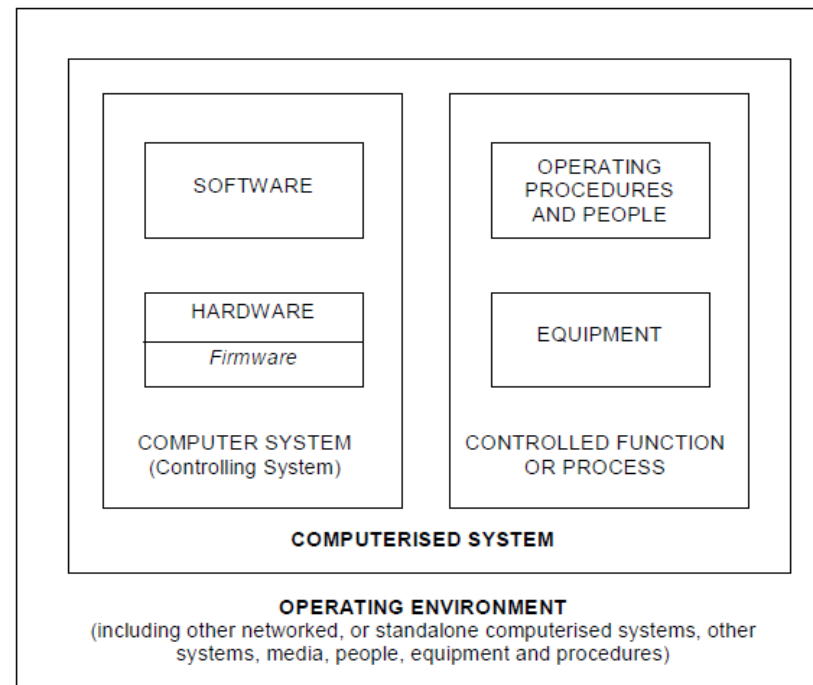 SOFTWARE
HARDWARE
Firmware
COMPUTER SYSTEM
(Controlling System)
OPERATING
PROCEDURES
AND PEOPLE
EQUIPMENT
CONTROLLED FUNCTION
OR PROCESS
COMPUTERISED SYSTEM
OPERATING ENVIRONMENT
(including other networked, or standalone computerised systems, other
systems, media, people, equipment and procedures)